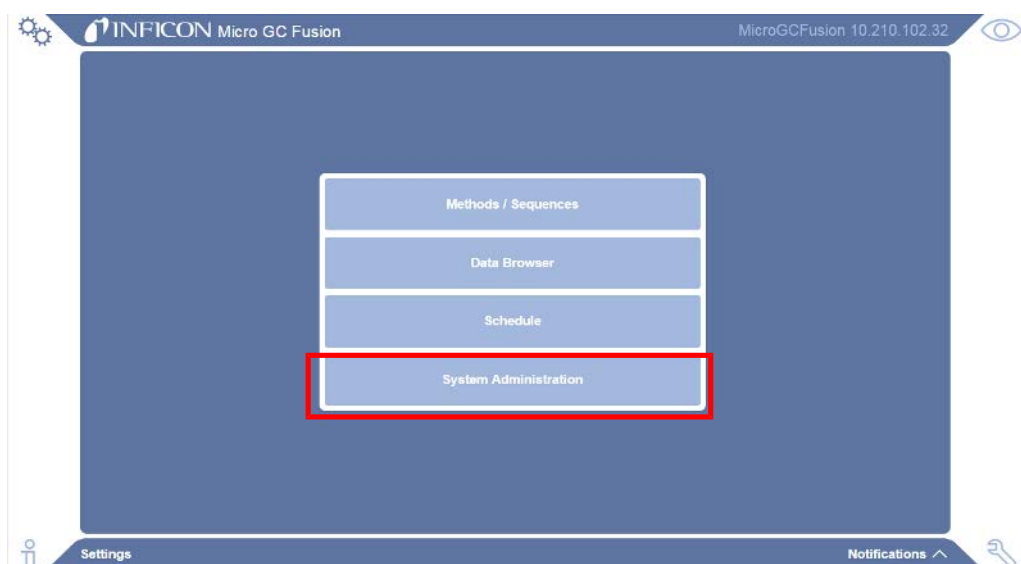 INFICON Micro GC Fusion
MicroGCFusion 10.210.102.32
Methods / Sequences
Data Browser
Schedule
System Administration
Settings
Notifications